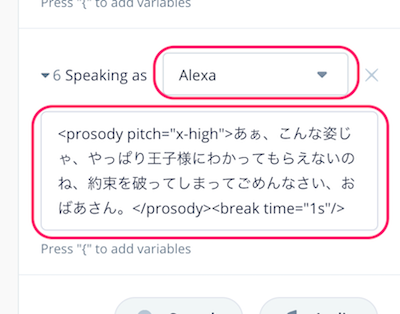 Press "{" to add variables
6 Speaking as
Alexa
<prosody pitch="x-high">あぁ、こんな姿じ
ゃ、やっぱり王子様にわかってもらえないの
ね、約束を破ってしまってごめんなさい、お
ばあさん。</prosody><break time="1s"/>
Press "{" to add variables